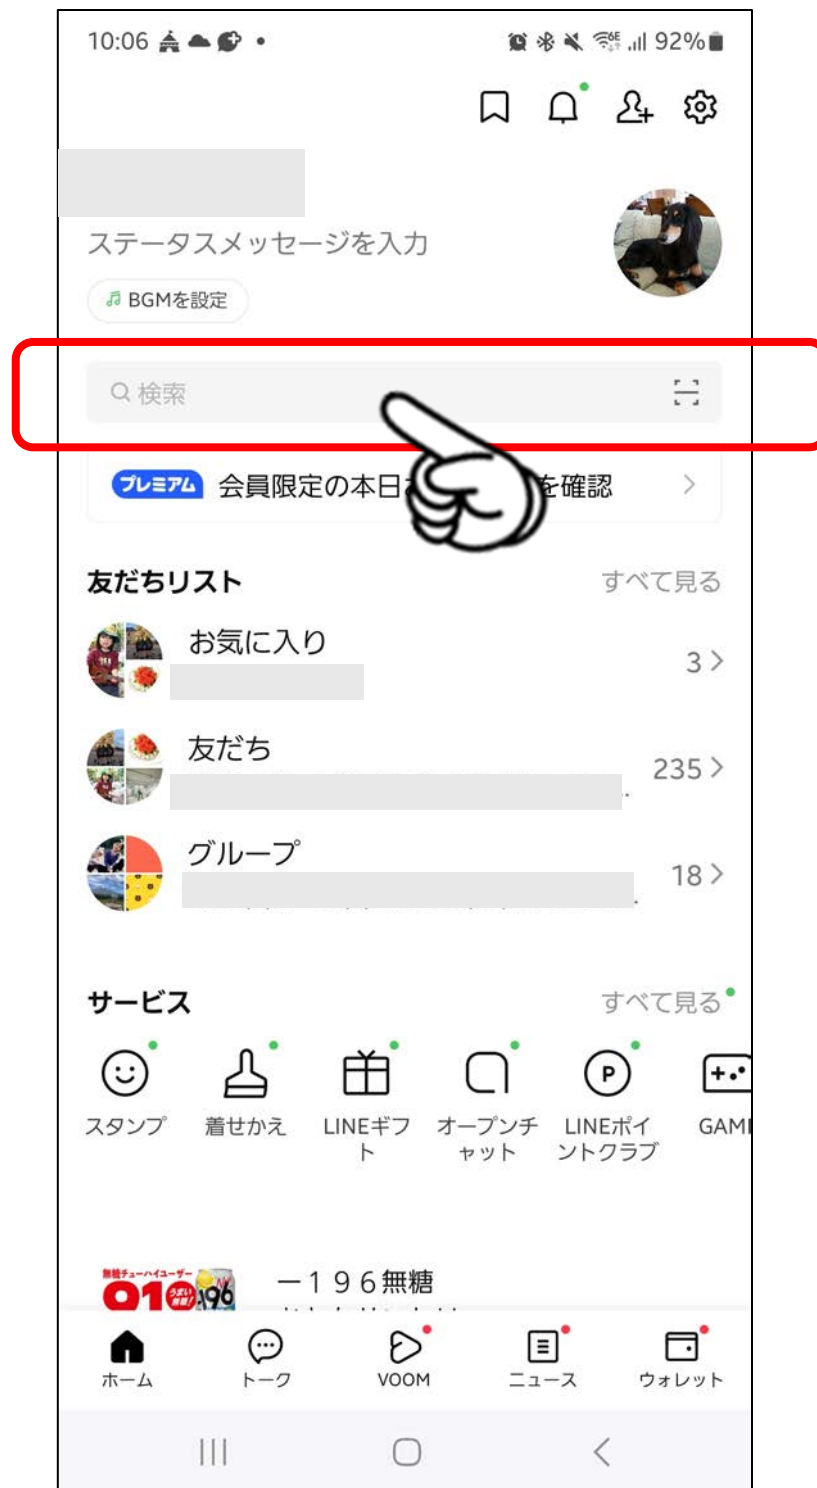 10:06
92%
ステータスメッセージを入力
BGMを設定
検索
プレミアム 会員限定の本日 を確認
友だちリスト すべて見る
お気に入り
3
友だち
235
グループ
18
サービス すべて見る
スタンプ 着せかえ LINEギフ オープンチ LINEポイ GAM
ト ャット ントクラブ
無糖チューハイユーザー
196
－１９６無糖
ホーム トーク VOOM ニュース ウォレット